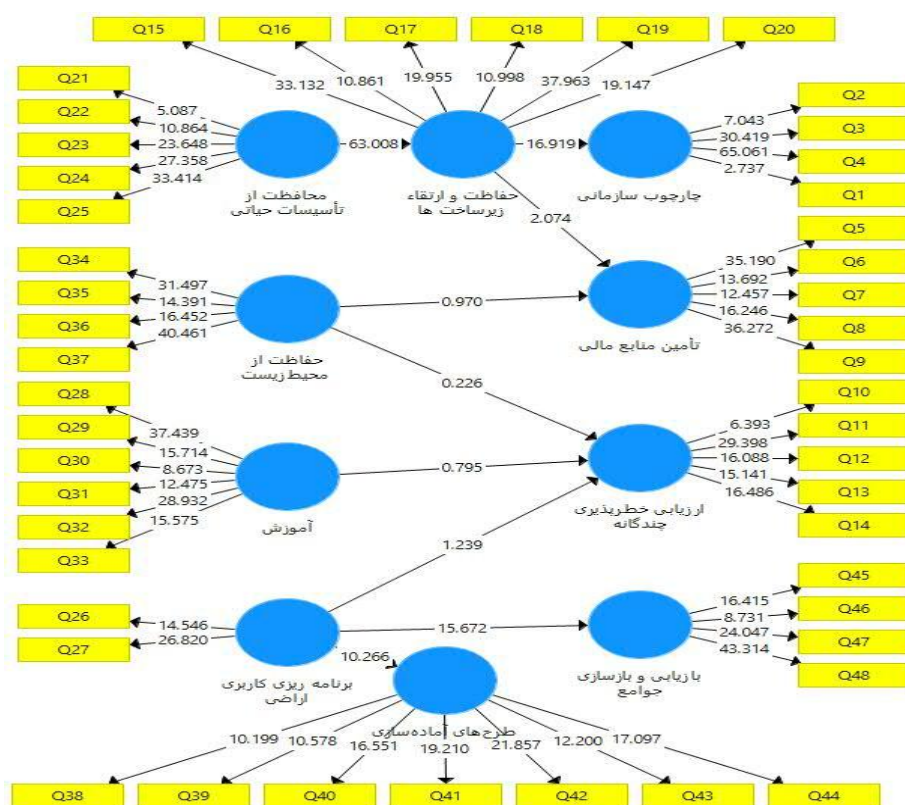 Q15 Q16 Q17 Q18 Q19 Q20
33.132 10.861 19.955 10.998 37.963 19.147
Q21
Q22
Q23
Q24
Q25
5.087
10.864
23.648
27.358
33.414
63.008
16.919
محافظت از
تأسیسات حیاتی
حفاظت و ارتقاء
زیرساخت ها
چارچوب سازمانی
7.043
30.419
65.061
2.737
Q2
Q3
Q4
Q1
2.074
Q34
Q35
Q36
Q37
31.497
14.391
16.452
40.461
حفاظت از
محیط‌زیست
0.970
0.226
تأمین منابع مالی
35.190
13.692
12.457
16.246
36.272
Q5
Q6
Q7
Q8
Q9
Q28
Q29
Q30
Q31
Q32
Q33
37.439
15.714
8.673
12.475
28.932
15.575
آموزش
0.795
1.239
ارزیابی خطرپذیری
چندگانه
6.393
29.398
16.088
15.141
16.486
Q10
Q11
Q12
Q13
Q14
Q26
Q27
14.546
26.820
برنامه ریزی کاربری
اراضی
15.672
10.266
بازیابی و بازسازی
جوامع
16.415
8.731
24.047
43.314
Q45
Q46
Q47
Q48
طرح‌های آماده‌سازی
10.199 10.578 16.551 19.210 21.857 12.200 17.097
Q38 Q39 Q40 Q41 Q42 Q43 Q44